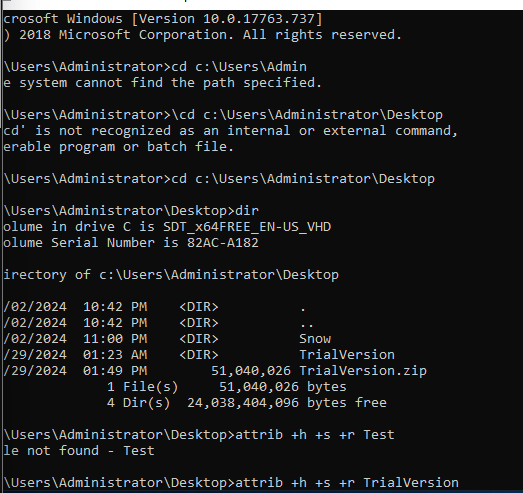 crosoft Windows [Version 10.0.17763.737]
) 2018 Microsoft Corporation. All rights reserved.
\Users\Administrator>cd c:\Users\Admin
e system cannot find the path specified.
\Users\Administrator>\cd c:\Users\Administrator\Desktop
cd' is not recognized as an internal or external command,
erable program or batch file.
\Users\Administrator>cd c:\Users\Administrator\Desktop
\Users\Administrator\Desktop>dir
olume in drive C is SDT_x64FREE_EN-US_VHD
olume Serial Number is 82AC-A182
irectory of c:\Users\Administrator\Desktop
/02/2024  10:42 PM    <DIR>          .
/02/2024  10:42 PM    <DIR>          ..
/02/2024  11:00 PM    <DIR>          Snow
/29/2024  01:23 AM    <DIR>          TrialVersion
/29/2024  01:49 PM        51,040,026 TrialVersion.zip
1 File(s)     51,040,026 bytes
4 Dir(s)  24,038,404,096 bytes free
\Users\Administrator\Desktop>attrib +h +s +r Test
le not found - Test
\Users\Administrator\Desktop>attrib +h +s +r TrialVersion